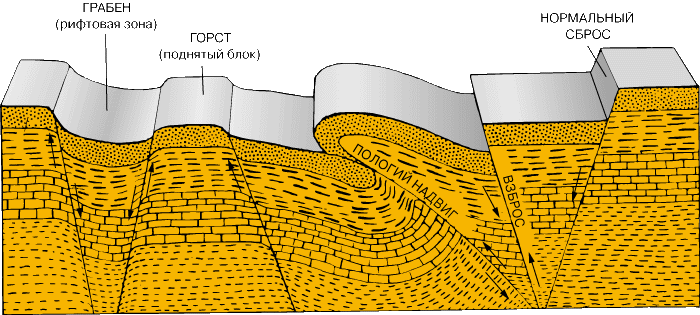 ГРАБЕН
(рифтовая зона)
ГОРСТ
(поднятый блок)
НОРМАЛЬНЫЙ
СБРОС
ПОЛОГИЙ НАДВИГ
ВЗБРОС